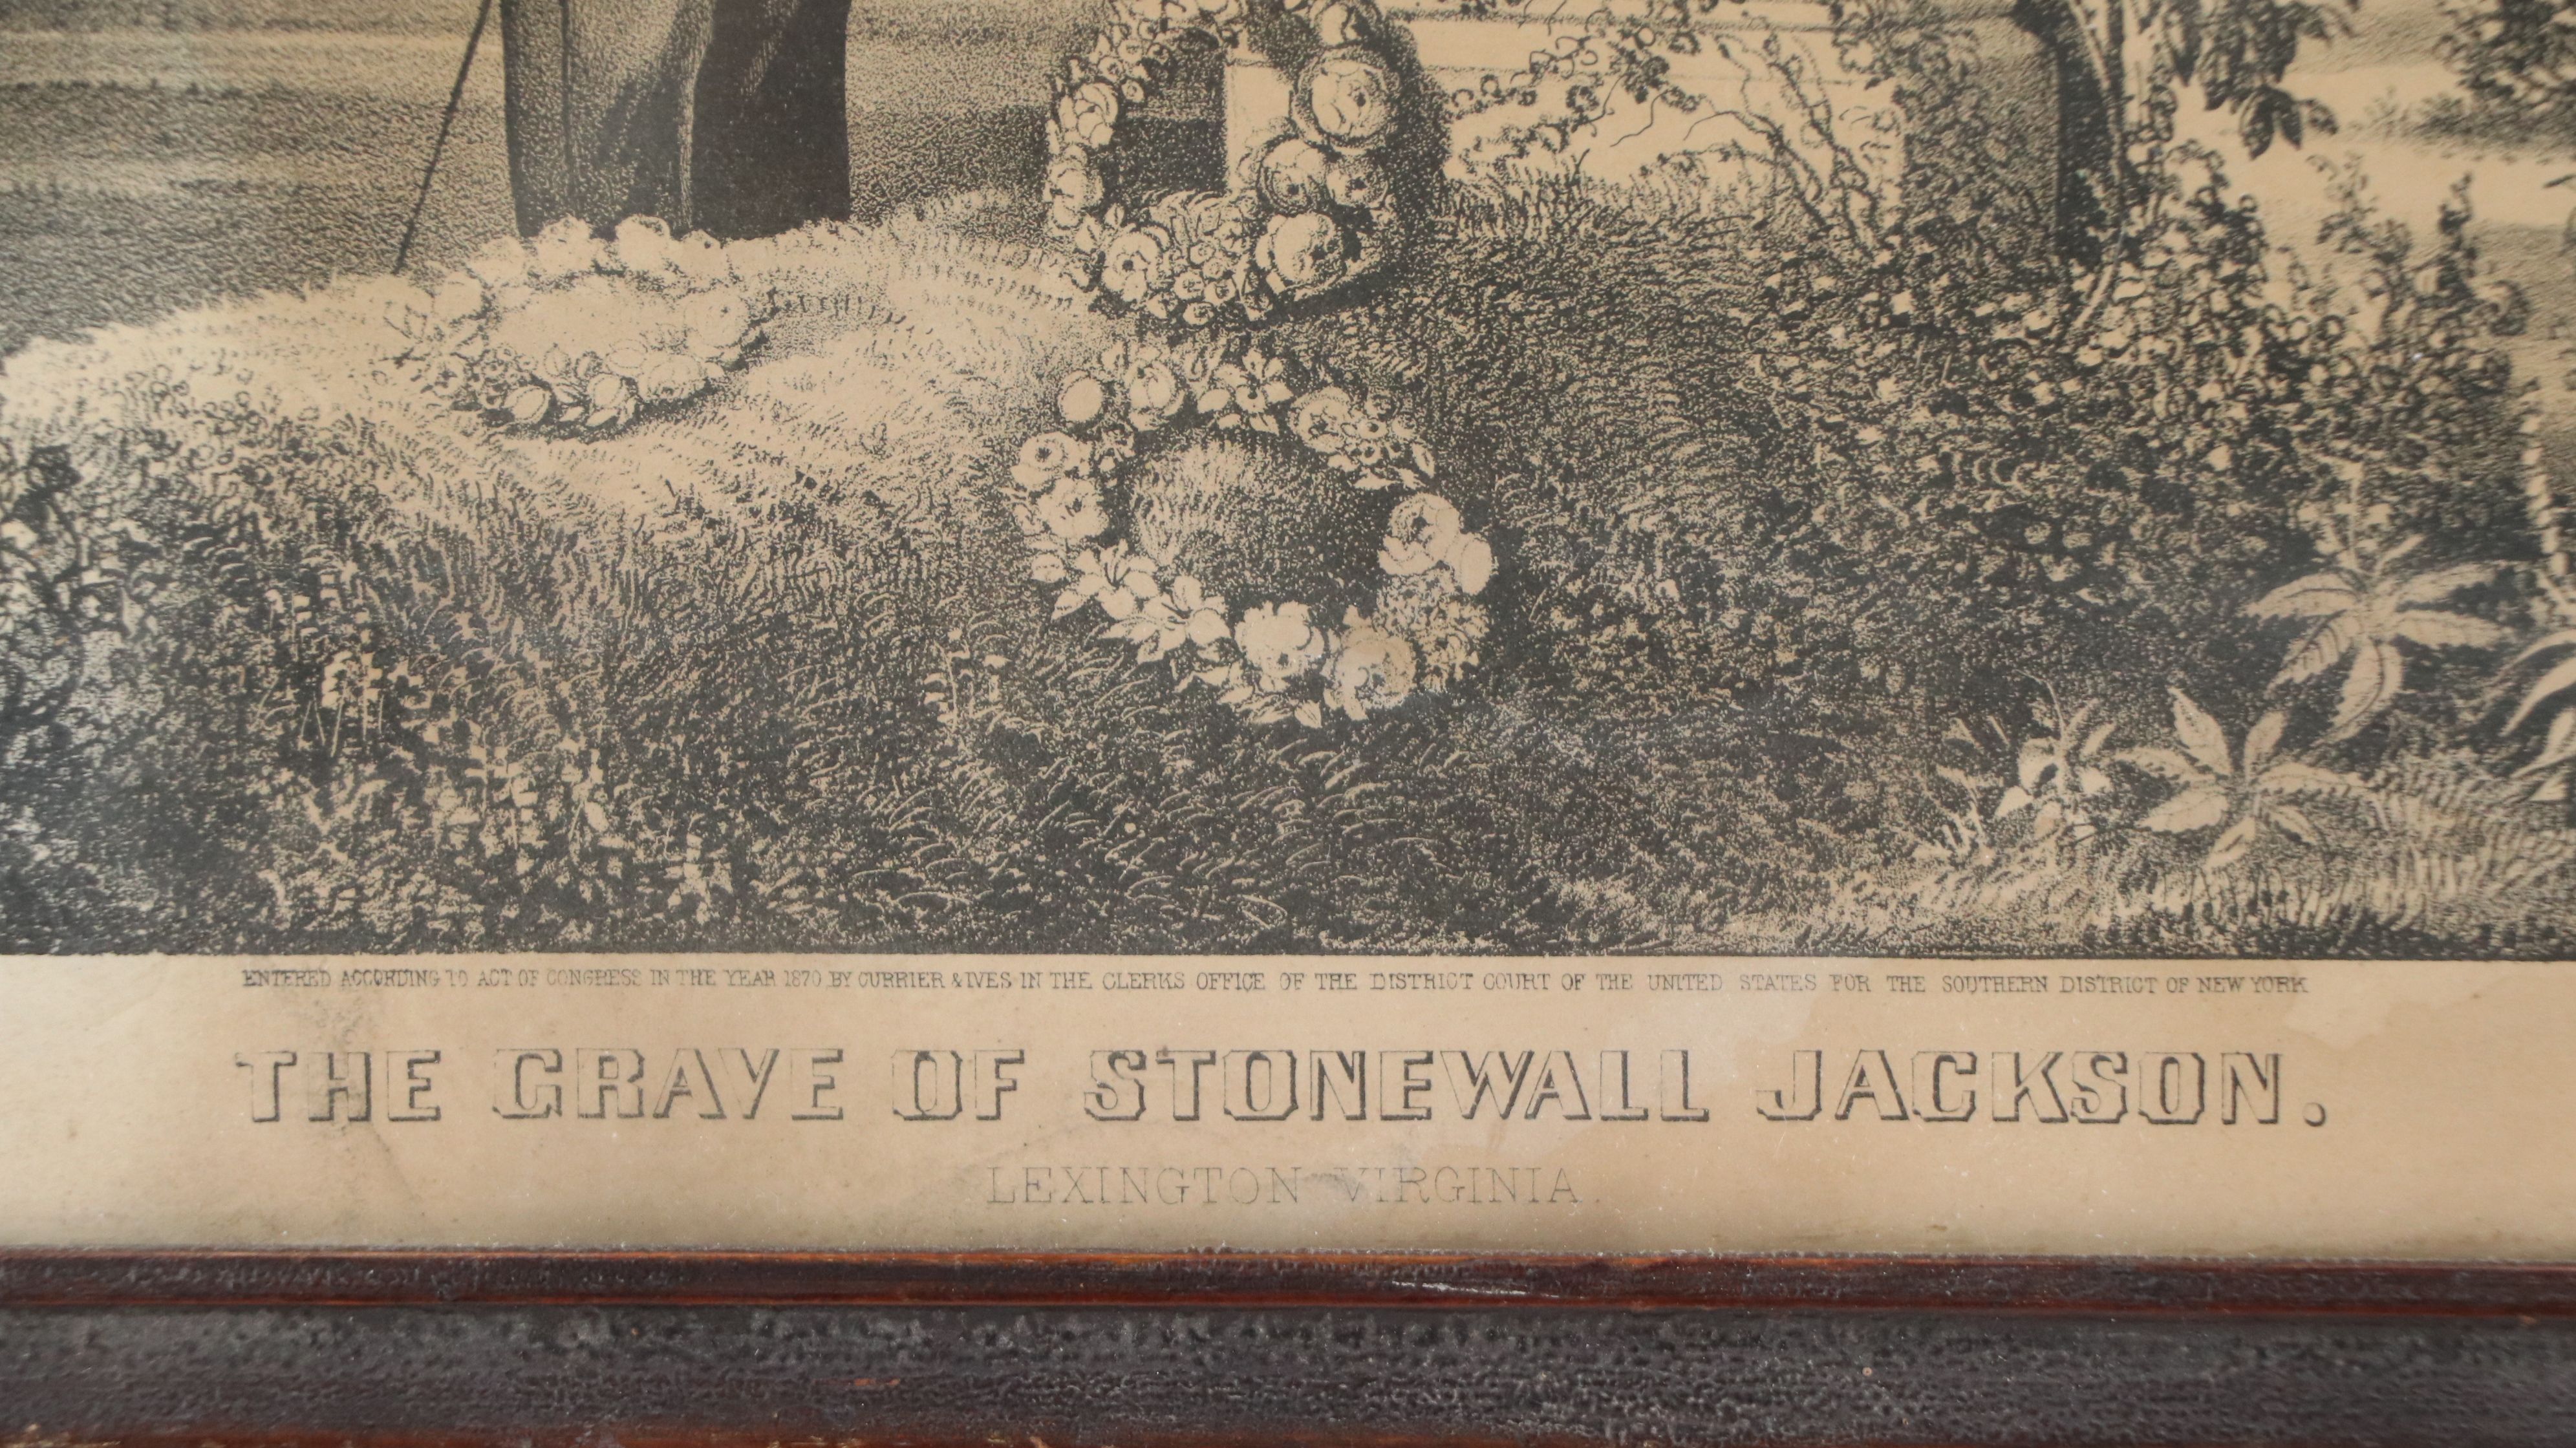 ENTERED ACCORDING TO ACT OF CONGRESS IN THE YEAR 1870 BY CURRIER & IVES IN THE CLERKS OFFICE OF THE DISTRICT COURT OF THE UNITED STATES FOR THE SOUTHERN DISTRICT OF NEW YORK
THE GRAVE OF STONEWALL JACKSON.
LEXINGTON VIRGINIA.